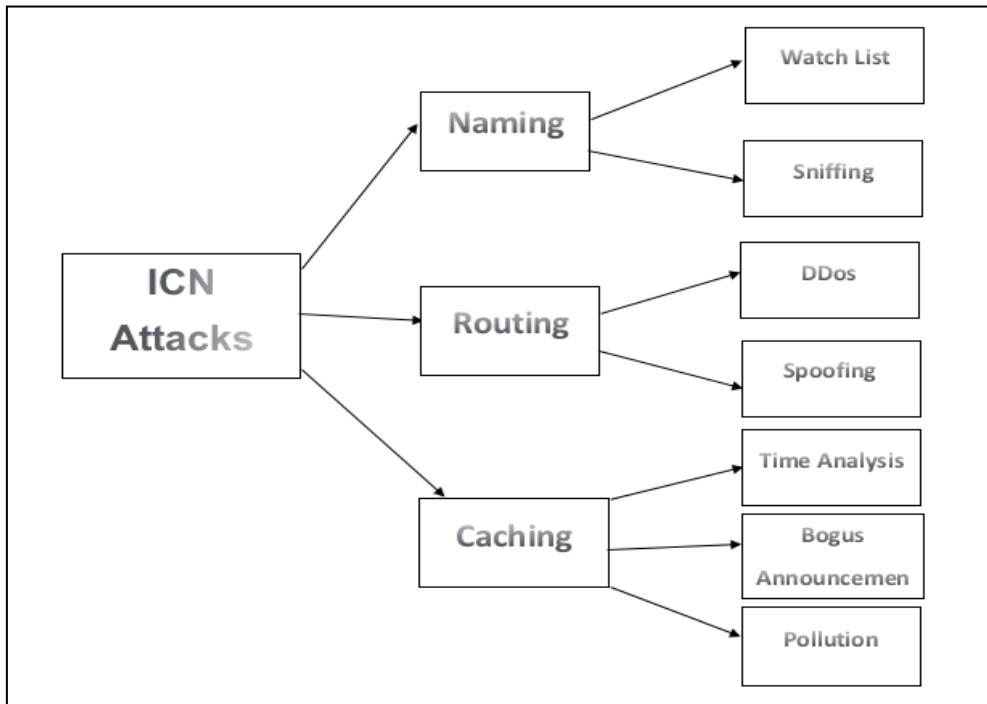 ICN
Attacks
Naming
Watch List
Sniffing
Routing
DDos
Spoofing
Caching
Time Analysis
Bogus
Announcemen
Pollution